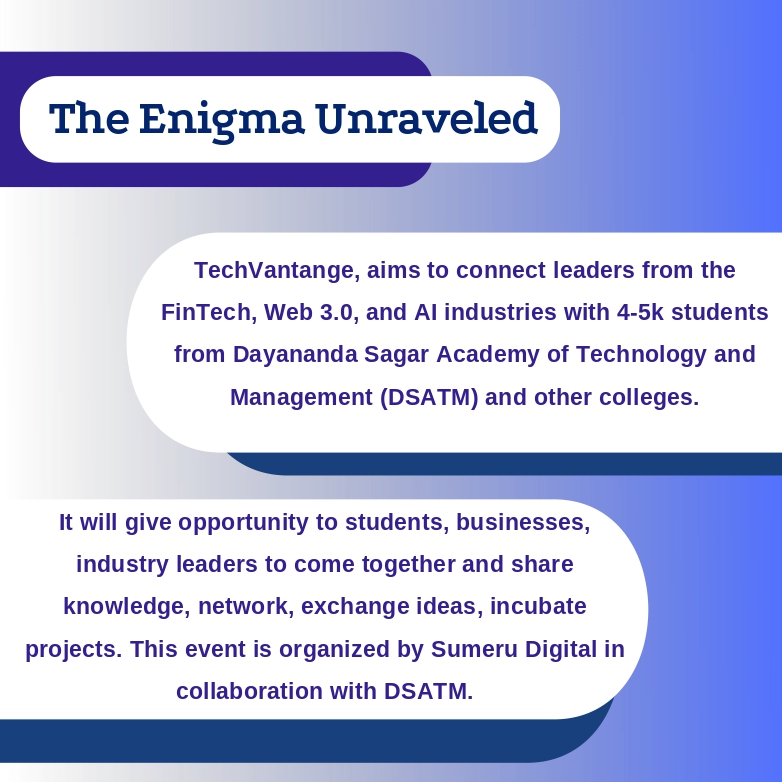 The Enigma Unraveled
TechVantange, aims to connect leaders from the
FinTech, Web 3.0, and AI industries with 4-5k students
from Dayananda Sagar Academy of Technology and
Management (DSATM) and other colleges.
It will give opportunity to students, businesses,
industry leaders to come together and share
knowledge, network, exchange ideas, incubate
projects. This event is organized by Sumeru Digital in
collaboration with DSATM.